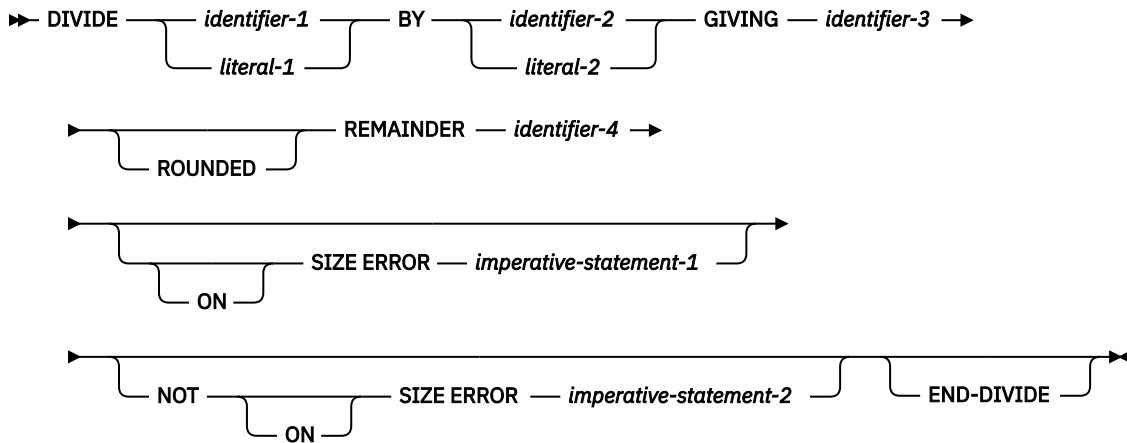 DIVIDE identifier-1 BY identifier-2 GIVING identifier-3
literal-1 literal-2
REMAINDER identifier-4
ROUNDED
SIZE ERROR imperative-statement-1
ON
NOT SIZE ERROR imperative-statement-2 END-DIVIDE
ON